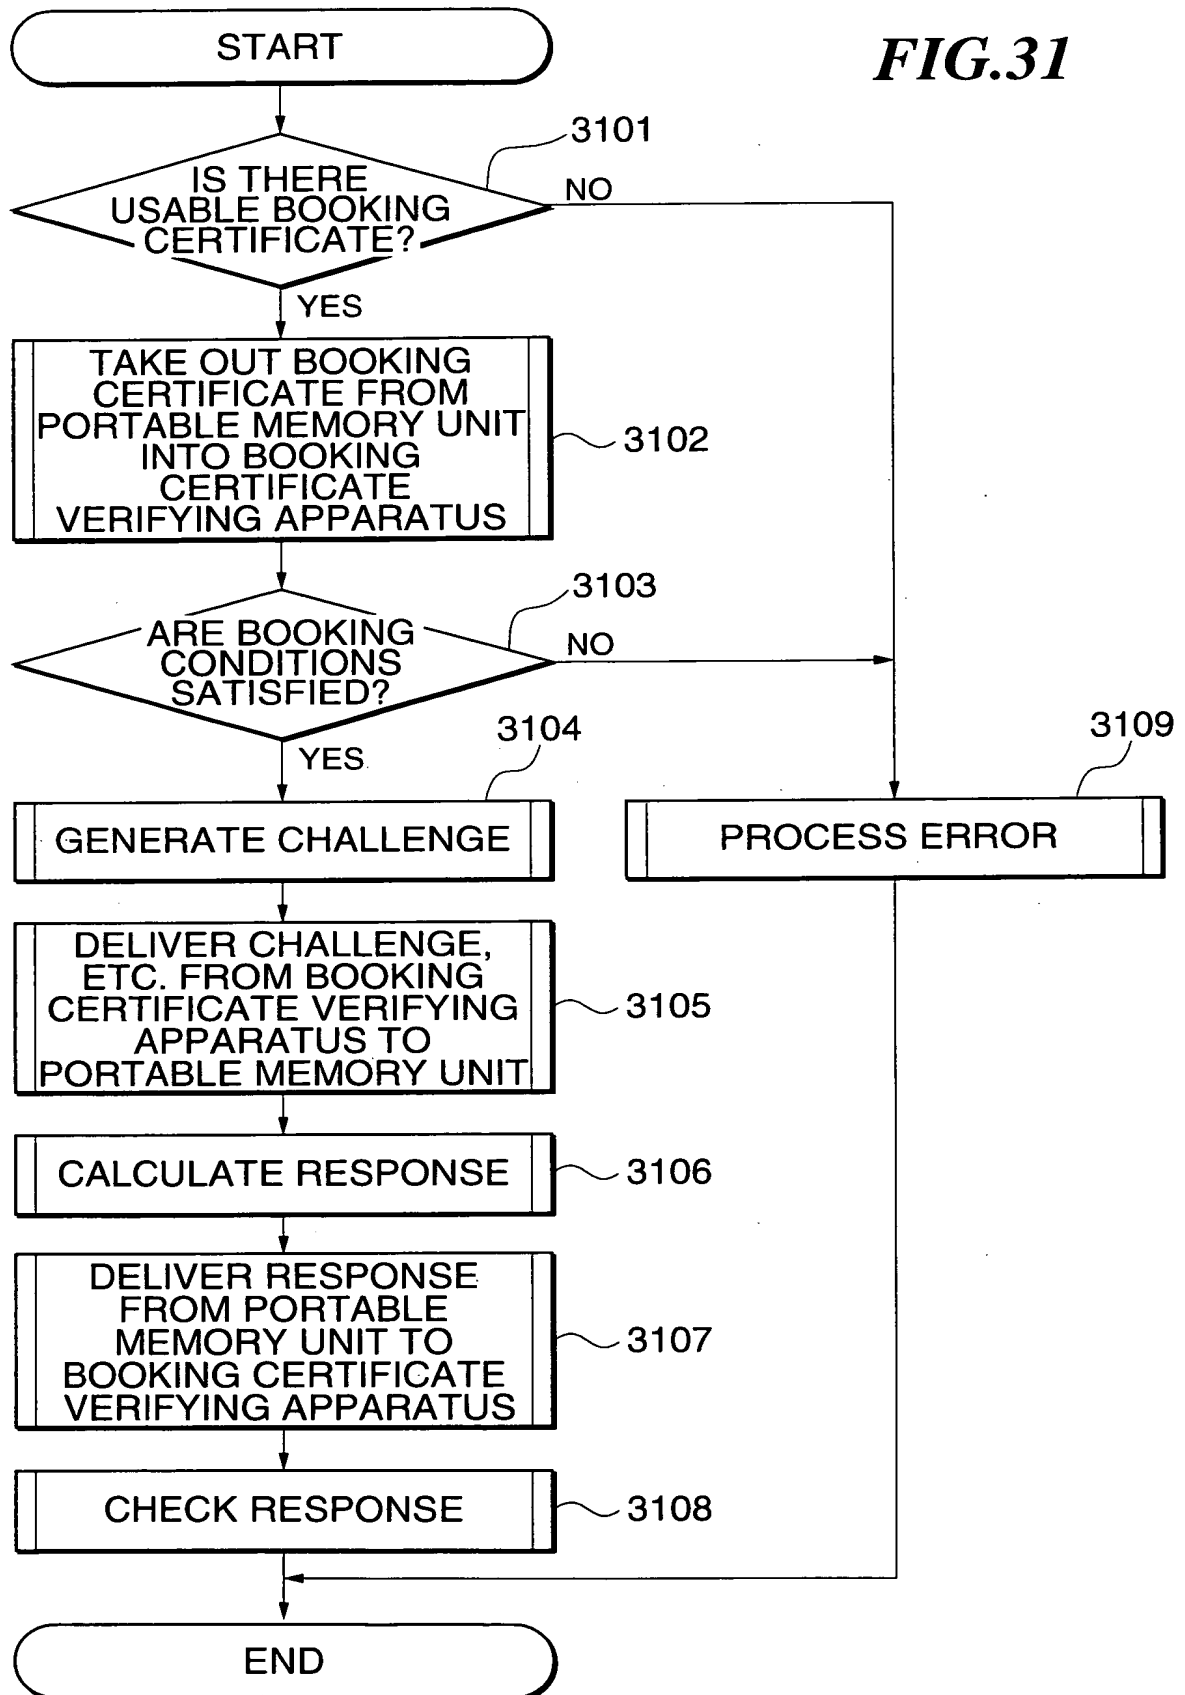 START
FIG.31
3101
IS THERE
USABLE BOOKING
CERTIFICATE?
NO
YES
TAKE OUT BOOKING
CERTIFICATE FROM
PORTABLE MEMORY UNIT
INTO BOOKING
CERTIFICATE
VERIFYING APPARATUS
3102
3103
ARE BOOKING
CONDITIONS
SATISFIED?
NO
YES
3104
GENERATE CHALLENGE
3109
PROCESS ERROR
DELIVER CHALLENGE,
ETC. FROM BOOKING
CERTIFICATE VERIFYING
APPARATUS TO
PORTABLE MEMORY UNIT
3105
CALCULATE RESPONSE
3106
DELIVER RESPONSE
FROM PORTABLE
MEMORY UNIT TO
BOOKING CERTIFICATE
VERIFYING APPARATUS
3107
CHECK RESPONSE
3108
END